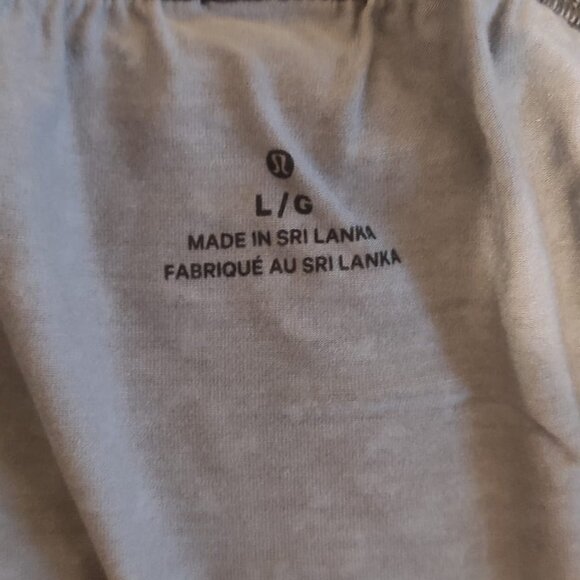 L/G
MADE IN SRI LANKA
FABRIQUÉ AU SRI LANKA